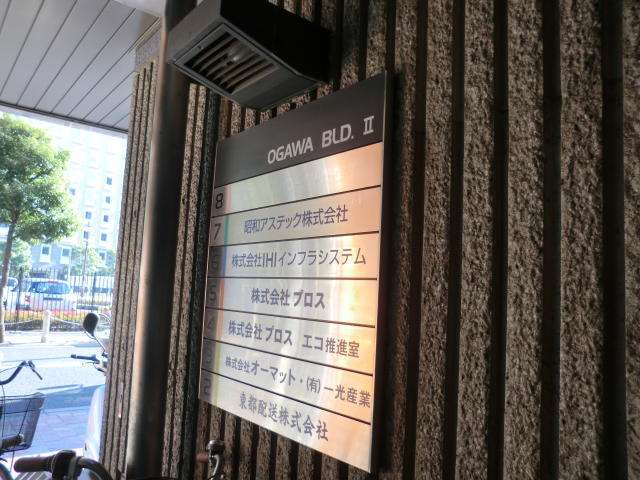 OGAWA BLD. Ⅱ
8
7 昭和アステック株式会社
6 株式会社IHIインフラシステム
5 株式会社 プロス
4 株式会社 プロス エコ推進室
3 株式会社オーマット・(有)一光産業
2 東都配送株式会社